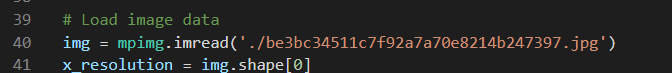 39 # Load image data
40 img = mpimg.imread('./be3bc34511c7f92a7a70e8214b247397.jpg')
41 x_resolution = img.shape[0]